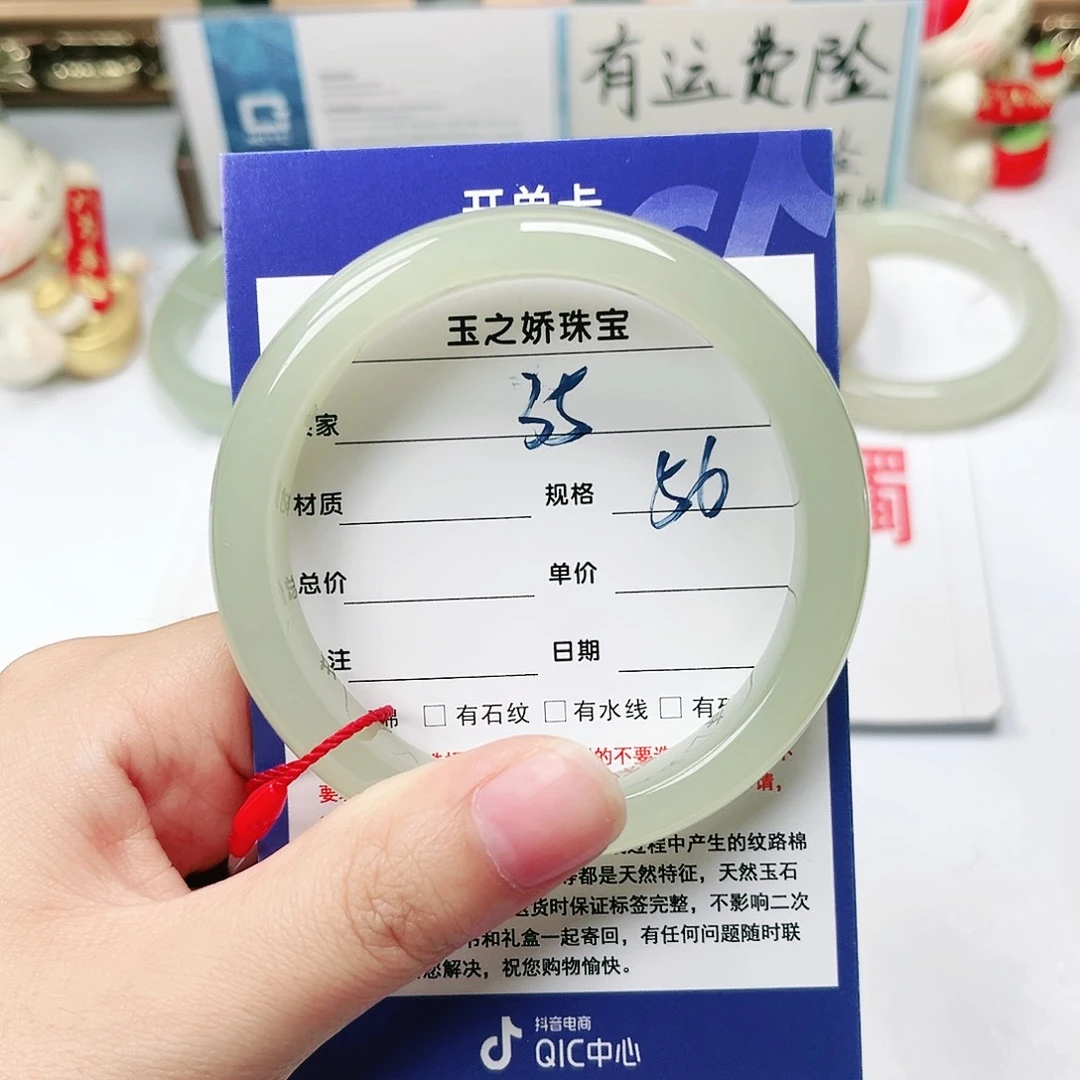 有运费险
开单卡
玉之娇珠宝
家 35
材质 规格 56
总价 单价
注 日期
棉 □ 有石纹 □ 有水线 □ 有
的不要
要 请，
过程中产生的纹路棉
都是天然特征，天然玉石
货时保证标签完整，不影响二次
和礼盒一起寄回，有任何问题随时联
您解决，祝您购物愉快。
抖音电商
QIC中心